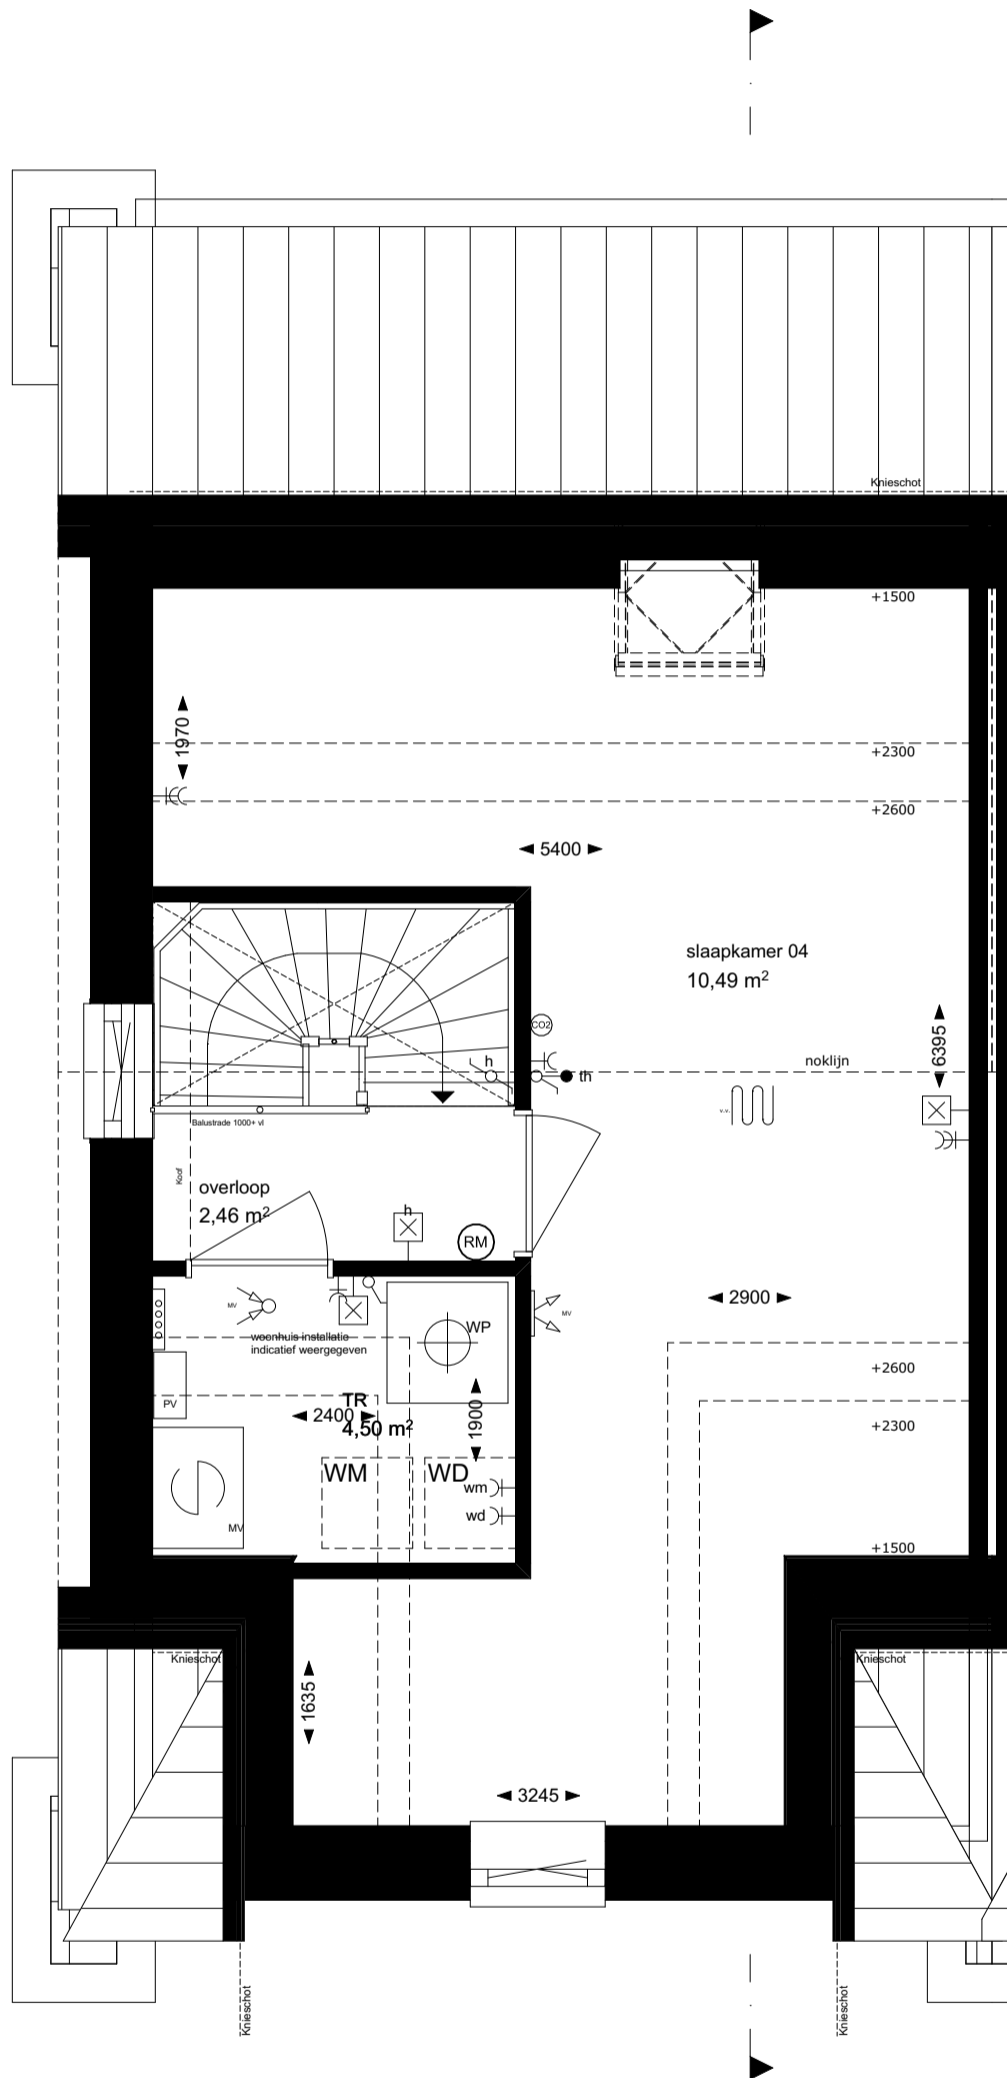 Knieschot
+1500
1970
+2300
+2600
5400
slaapkamer 04
10,49 m²
CO2
6395
noklijn
h
th
v.v.
Balustrade 1000+ vl
Koof
overloop
2,46 m²
h
RM
MV
woonhuis installatie
indicatief weergegeven
WP
MV
2900
+2600
PV
TR
2400
4,50 m²
1900
+2300
WM
WD
wm
wd
MV
+1500
Knieschot
Knieschot
1635
3245
Knieschot
Knieschot